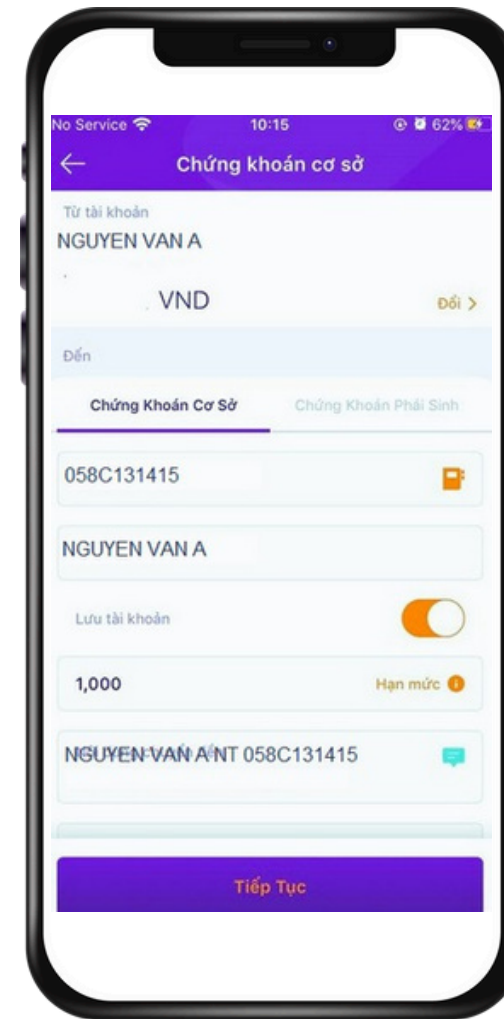 No Service 10:15 62%
Chứng khoán cơ sở
Từ tài khoản
NGUYEN VAN A
VND Đổi >
Đến
Chứng Khoán Cơ Sở Chứng Khoán Phái Sinh
058C131415
NGUYEN VAN A
Lưu tài khoản
1,000 Hạn mức
NGUYEN VAN A NT 058C131415
Tiếp Tục